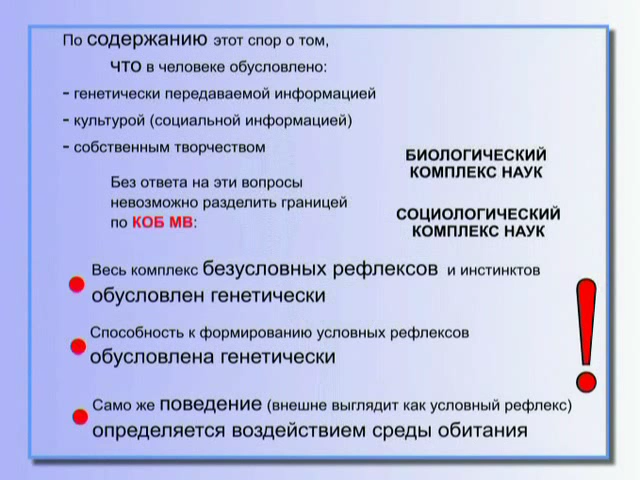 По содержанию этот спор о том,
что в человеке обусловлено:
- генетически передаваемой информацией
- культурой (социальной информацией)
- собственным творчеством
БИОЛОГИЧЕСКИЙ
КОМПЛЕКС НАУК
Без ответа на эти вопросы
невозможно разделить границей
по КОБ МВ:
СОЦИОЛОГИЧЕСКИЙ
КОМПЛЕКС НАУК
Весь комплекс безусловных рефлексов и инстинктов
обусловлен генетически
Способность к формированию условных рефлексов
обусловлена генетически
!
Само же поведение (внешне выглядит как условный рефлекс)
определяется воздействием среды обитания